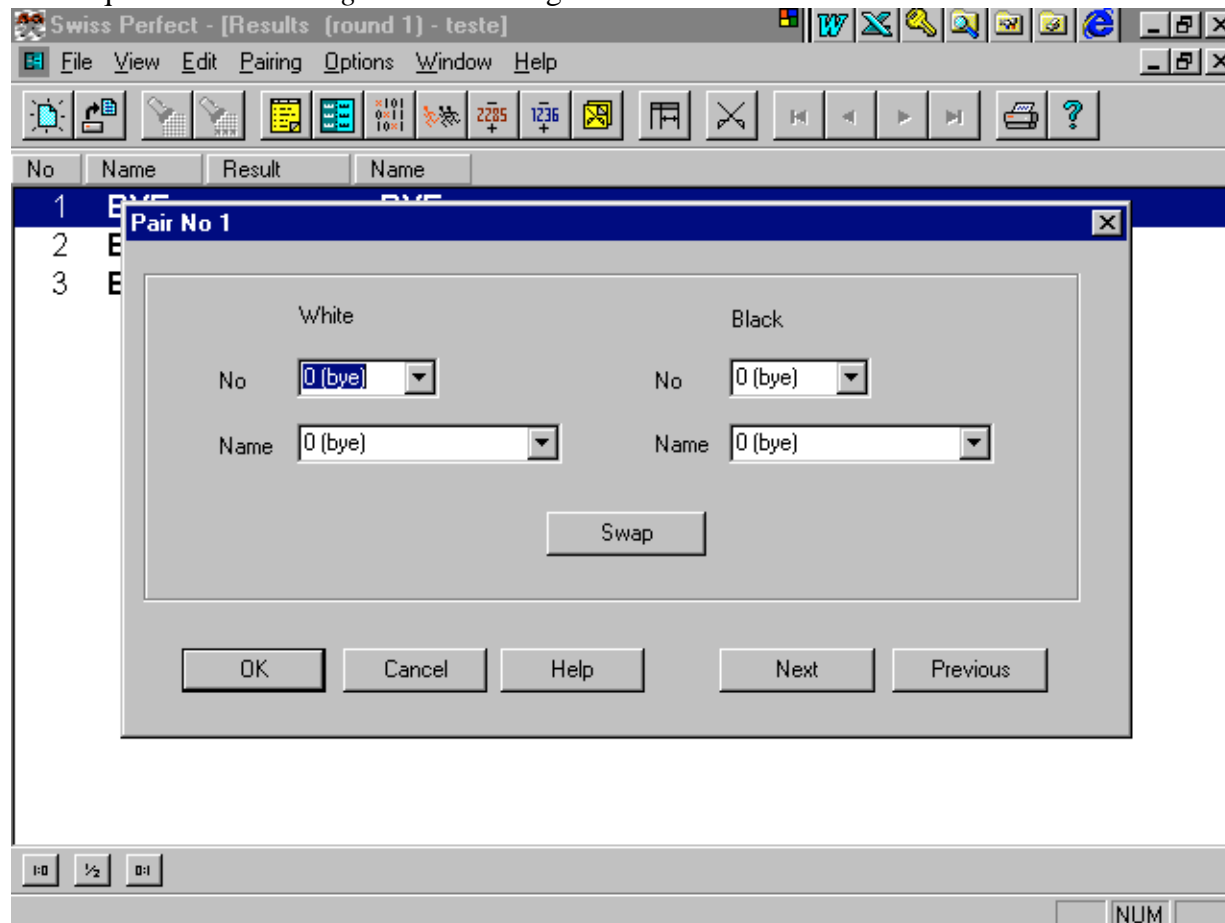 Swiss Perfect - [Results (round 1) - teste]
File View Edit Pairing Options Window Help
No Name Result Name
1 BYE BYE
2
3
Pair No 1
White Black
No 0 (bye) No 0 (bye)
Name 0 (bye) Name 0 (bye)
Swap
OK Cancel Help Next Previous
1:0 ½ 0:1
NUM